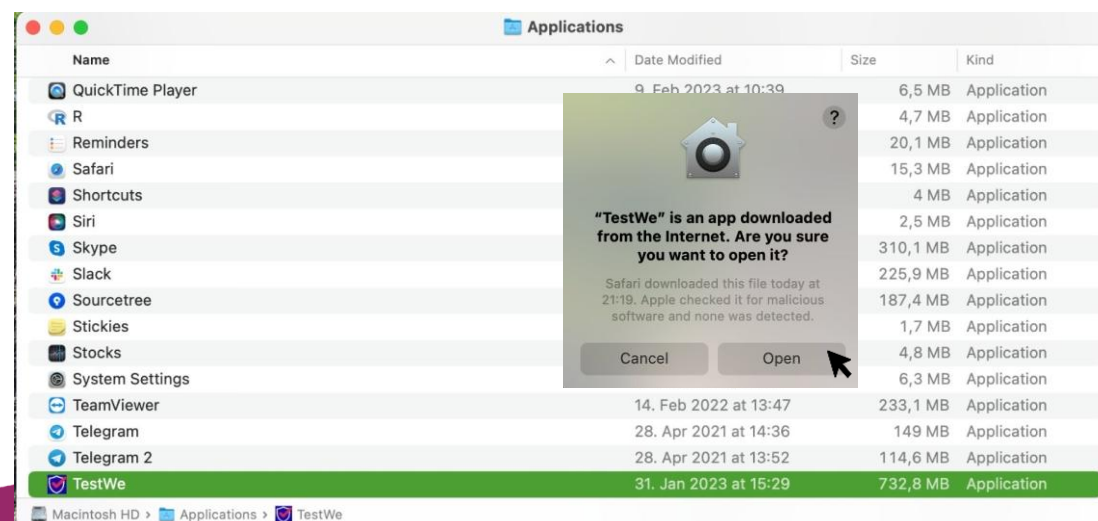 Applications
Name Date Modified Size Kind
QuickTime Player 9. Feb 2023 at 10:39 6,5 MB Application
R 4,7 MB Application
Reminders 20,1 MB Application
Safari 15,3 MB Application
Shortcuts 4 MB Application
Siri 2,5 MB Application
Skype 310,1 MB Application
Slack 225,9 MB Application
Sourcetree 187,4 MB Application
Stickies 1,7 MB Application
Stocks 4,8 MB Application
System Settings 6,3 MB Application
TeamViewer 14. Feb 2022 at 13:47 233,1 MB Application
Telegram 28. Apr 2021 at 14:36 149 MB Application
Telegram 2 28. Apr 2021 at 13:52 114,6 MB Application
TestWe 31. Jan 2023 at 15:29 732,8 MB Application
Macintosh HD › Applications › TestWe
?
“TestWe” is an app downloaded
from the Internet. Are you sure
you want to open it?
Safari downloaded this file today at
21:19. Apple checked it for malicious
software and none was detected.
Cancel Open